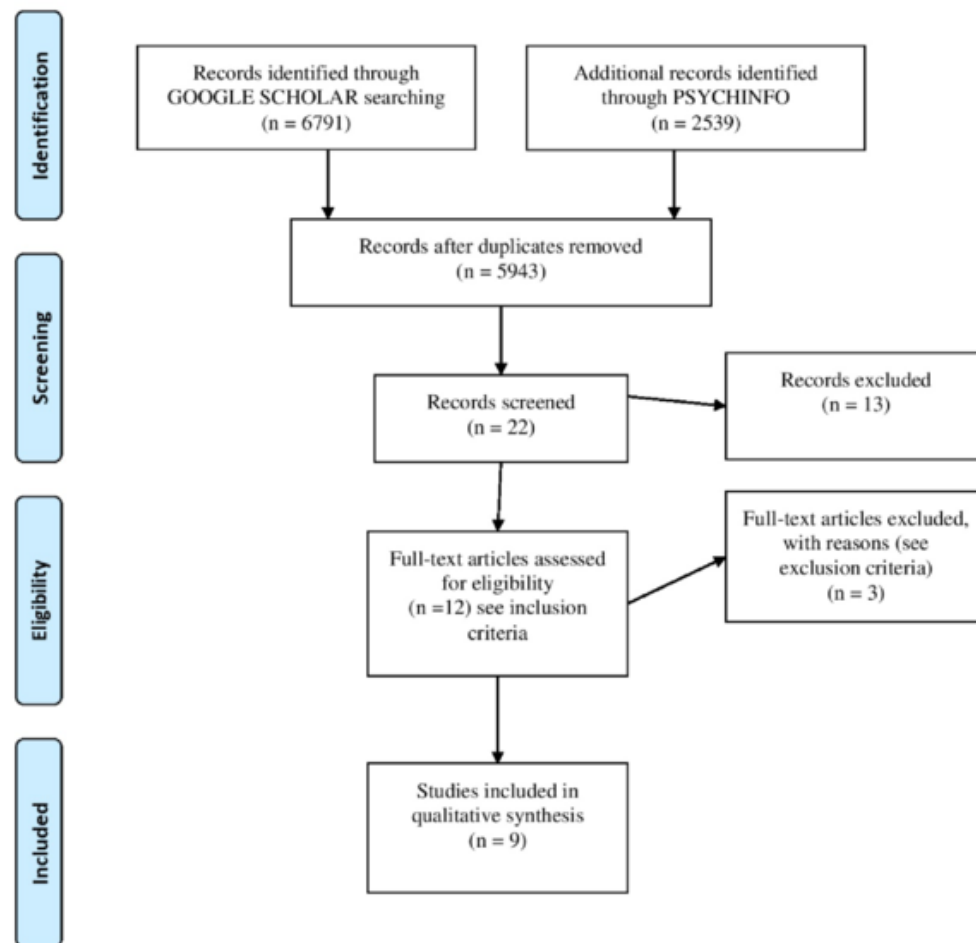 Identification
Records identified through
GOOGLE SCHOLAR searching
(n = 6791)
Additional records identified
through PSYCHINFO
(n = 2539)
Records after duplicates removed
(n = 5943)
Screening
Records screened
(n = 22)
Records excluded
(n = 13)
Eligibility
Full-text articles assessed
for eligibility
(n =12) see inclusion
criteria
Full-text articles excluded,
with reasons (see
exclusion criteria)
(n = 3)
Included
Studies included in
qualitative synthesis
(n = 9)